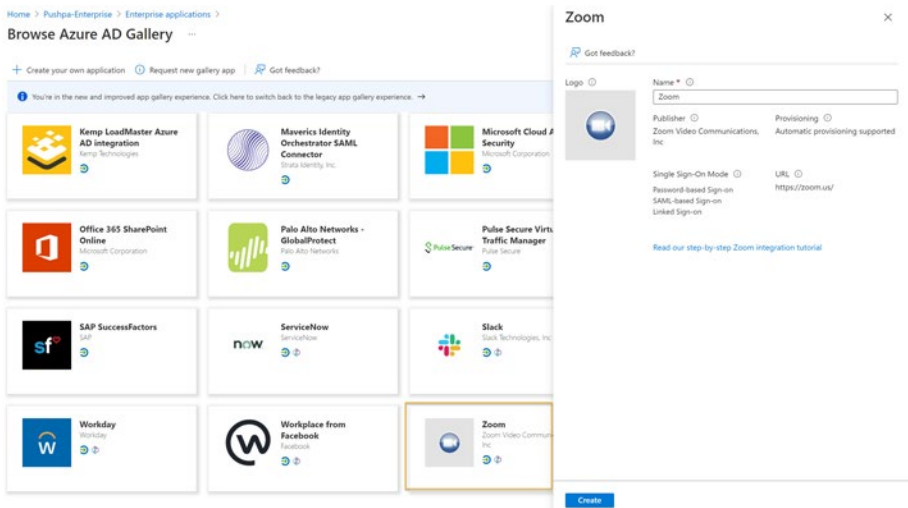 Home > Pushpa-Enterprise > Enterprise applications >
Browse Azure AD Gallery ...
+ Create your own application Request new gallery app Got feedback?
You're in the new and improved app gallery experience. Click here to switch back to the legacy app gallery experience. →
Kemp LoadMaster Azure
AD integration
Kemp Technologies
Maverics Identity
Orchestrator SAML
Connector
Strata Identity, Inc.
Microsoft Cloud A
Security
Microsoft Corporation
Office 365 SharePoint
Online
Microsoft Corporation
Palo Alto Networks -
GlobalProtect
Palo Alto Networks
Pulse Secure
Pulse Secure Virtu
Traffic Manager
Pulse Secure
sf
SAP SuccessFactors
SAP
now
ServiceNow
ServiceNow
Slack
Slack Technologies, Inc
Workday
Workday
Workplace from
Facebook
Facebook
Zoom
Zoom Video Commun
Inc
Zoom
Got feedback?
Logo
Name *
Zoom
Publisher
Zoom Video Communications,
Inc
Provisioning
Automatic provisioning supported
Single Sign-On Mode
Password-based Sign-on
SAML-based Sign-on
Linked Sign-on
URL
https://zoom.us/
Read our step-by-step Zoom integration tutorial
Create